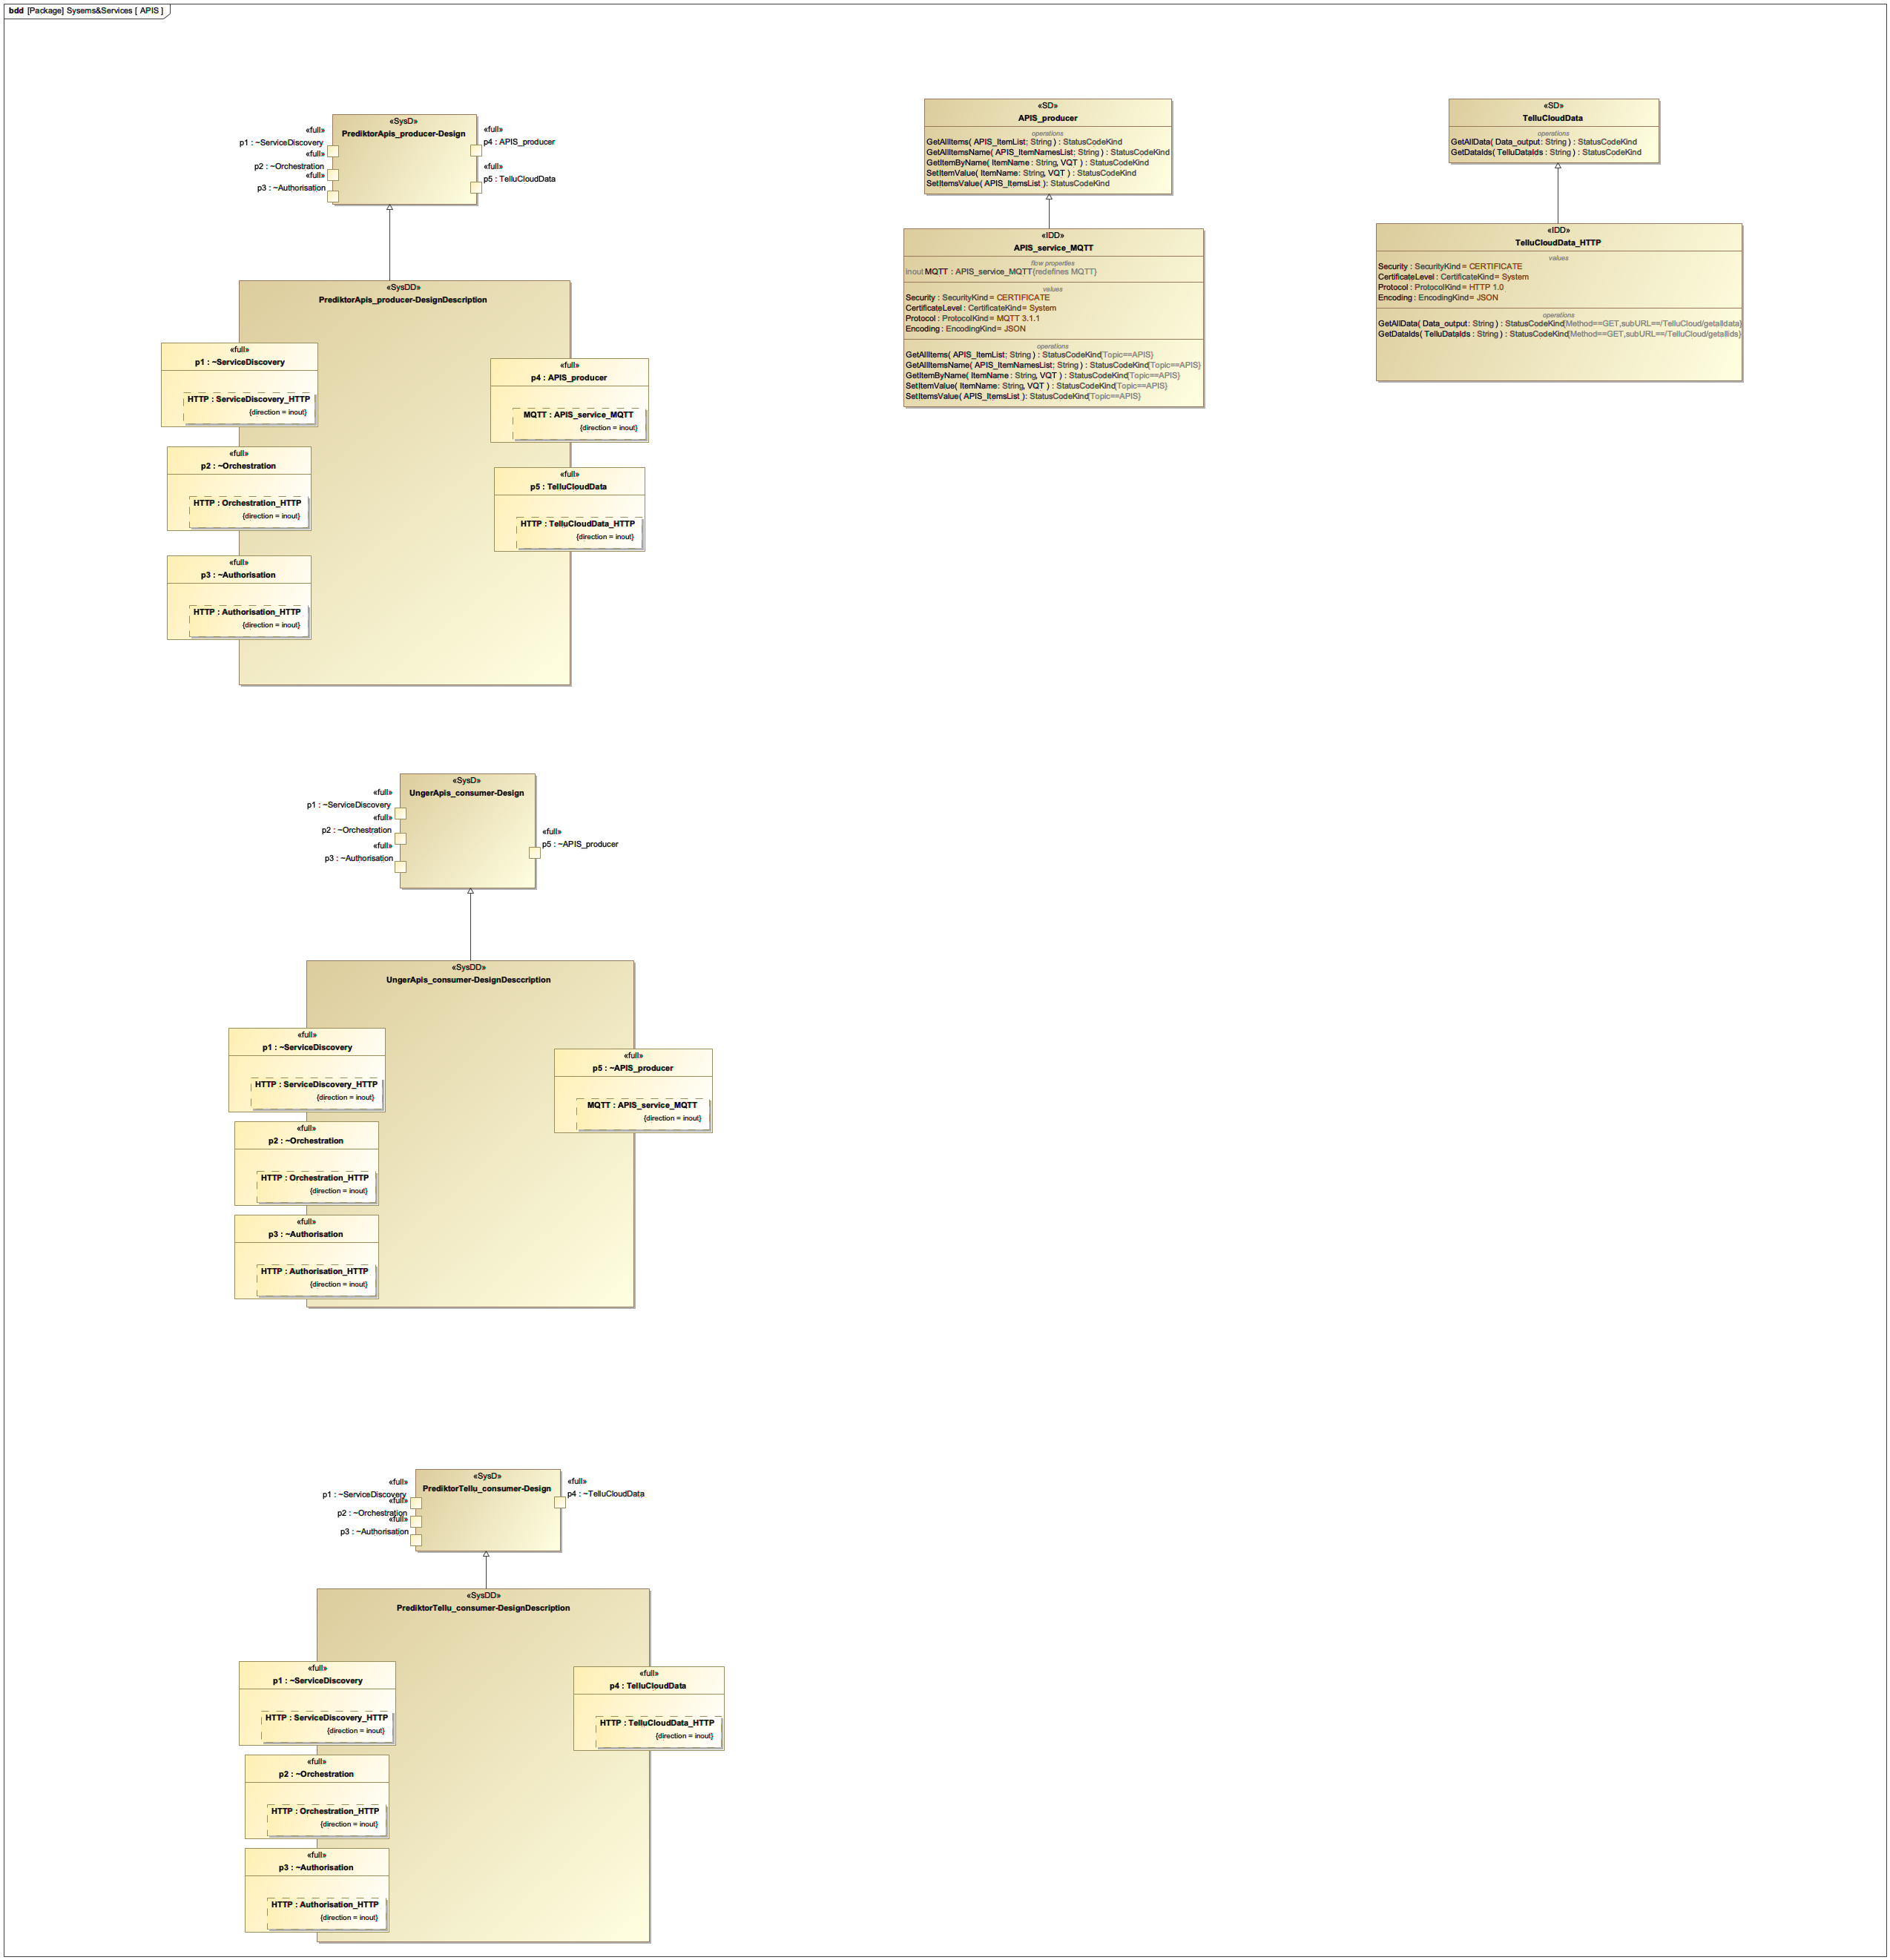 bdd [Package] Sysems&Services [ APIS ]
«SysD»
PrediktorApis_producer-Design
«full»
p1 : ~ServiceDiscovery
«full»
p2 : ~Orchestration
«full»
p3 : ~Authorisation
«full»
p4 : APIS_producer
«full»
p5 : TelluCloudData
«SysDD»
PrediktorApis_producer-DesignDescription
«full»
p1 : ~ServiceDiscovery
HTTP : ServiceDiscovery_HTTP
{direction = inout}
«full»
p2 : ~Orchestration
HTTP : Orchestration_HTTP
{direction = inout}
«full»
p3 : ~Authorisation
HTTP : Authorisation_HTTP
{direction = inout}
«full»
p4 : APIS_producer
MQTT : APIS_service_MQTT
{direction = inout}
«full»
p5 : TelluCloudData
HTTP : TelluCloudData_HTTP
{direction = inout}
«SD»
APIS_producer
operations
GetAllItems( APIS_ItemList; String ) : StatusCodeKind
GetAllItemsName( APIS_ItemNamesList; String ) : StatusCodeKind
GetItemByName( ItemName : String, VQT ) : StatusCodeKind
SetItemValue( ItemName: String, VQT ) : StatusCodeKind
SetItemsValue( APIS_ItemsList ): StatusCodeKind
«IDD»
APIS_service_MQTT
flow properties
inout MQTT : APIS_service_MQTT{redefines MQTT}
values
Security : SecurityKind = CERTIFICATE
CertificateLevel : CertificateKind = System
Protocol : ProtocolKind = MQTT 3.1.1
Encoding : EncodingKind = JSON
operations
GetAllItems( APIS_ItemList; String ) : StatusCodeKind{Topic==APIS}
GetAllItemsName( APIS_ItemNamesList; String ) : StatusCodeKind{Topic==APIS}
GetItemByName( ItemName : String, VQT ) : StatusCodeKind{Topic==APIS}
SetItemValue( ItemName: String, VQT ) : StatusCodeKind{Topic==APIS}
SetItemsValue( APIS_ItemsList ): StatusCodeKind{Topic==APIS}
«SD»
TelluCloudData
operations
GetAllData( Data_output: String ) : StatusCodeKind
GetDataIds( TelluDataIds : String ) : StatusCodeKind
«IDD»
TelluCloudData_HTTP
values
Security : SecurityKind = CERTIFICATE
CertificateLevel : CertificateKind = System
Protocol : ProtocolKind = HTTP 1.0
Encoding : EncodingKind = JSON
operations
GetAllData( Data_output: String ) : StatusCodeKind{Method==GET,subURL==/TelluCloud/getalldata}
GetDataIds( TelluDataIds : String ) : StatusCodeKind{Method==GET,subURL==/TelluCloud/getallids}
«SysD»
UngerApis_consumer-Design
«full»
p1 : ~ServiceDiscovery
«full»
p2 : ~Orchestration
«full»
p3 : ~Authorisation
«full»
p5 : ~APIS_producer
«SysDD»
UngerApis_consumer-DesignDesccription
«full»
p1 : ~ServiceDiscovery
HTTP : ServiceDiscovery_HTTP
{direction = inout}
«full»
p2 : ~Orchestration
HTTP : Orchestration_HTTP
{direction = inout}
«full»
p3 : ~Authorisation
HTTP : Authorisation_HTTP
{direction = inout}
«full»
p5 : ~APIS_producer
MQTT : APIS_service_MQTT
{direction = inout}
«SysD»
PrediktorTellu_consumer-Design
«full»
p1 : ~ServiceDiscovery
«full»
p2 : ~Orchestration
«full»
p3 : ~Authorisation
«full»
p4 : ~TelluCloudData
«SysDD»
PrediktorTellu_consumer-DesignDescription
«full»
p1 : ~ServiceDiscovery
HTTP : ServiceDiscovery_HTTP
{direction = inout}
«full»
p2 : ~Orchestration
HTTP : Orchestration_HTTP
{direction = inout}
«full»
p3 : ~Authorisation
HTTP : Authorisation_HTTP
{direction = inout}
«full»
p4 : TelluCloudData
HTTP : TelluCloudData_HTTP
{direction = inout}